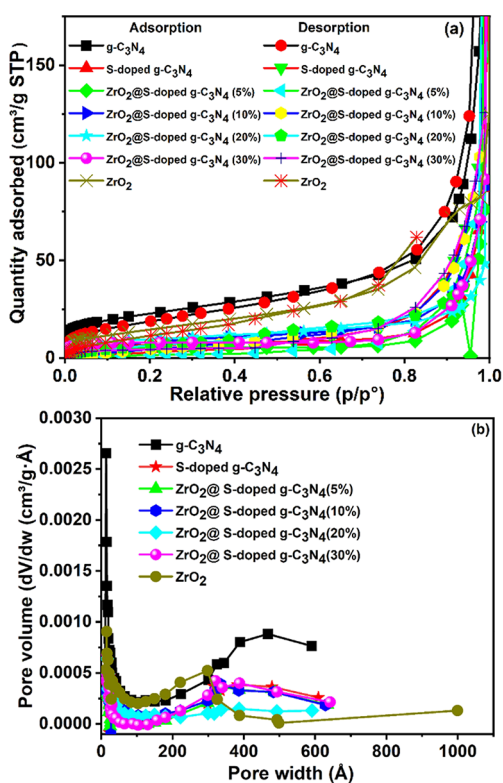 (a)
Adsorption Desorption
g-C₃N₄ g-C₃N₄
S-doped g-C₃N₄ S-doped g-C₃N₄
ZrO₂@S-doped g-C₃N₄ (5%) ZrO₂@S-doped g-C₃N₄ (5%)
ZrO₂@S-doped g-C₃N₄ (10%) ZrO₂@S-doped g-C₃N₄ (10%)
ZrO₂@S-doped g-C₃N₄ (20%) ZrO₂@S-doped g-C₃N₄ (20%)
ZrO₂@S-doped g-C₃N₄(30%) ZrO₂@S-doped g-C₃N₄ (30%)
ZrO₂ ZrO₂
Quantity adsorbed (cm³/g STP)
150
100
50
0
0.0 0.2 0.4 0.6 0.8 1.0
Relative pressure (p/p°)
(b)
g-C₃N₄
S-doped g-C₃N₄
ZrO₂@ S-doped g-C₃N₄(5%)
ZrO₂@ S-doped g-C₃N₄(10%)
ZrO₂@ S-doped g-C₃N₄(20%)
ZrO₂@ S-doped g-C₃N₄(30%)
ZrO₂
Pore volume (dV/dw) (cm³/g·Å)
0.0030
0.0025
0.0020
0.0015
0.0010
0.0005
0.0000
0 200 400 600 800 1000
Pore width (Å)